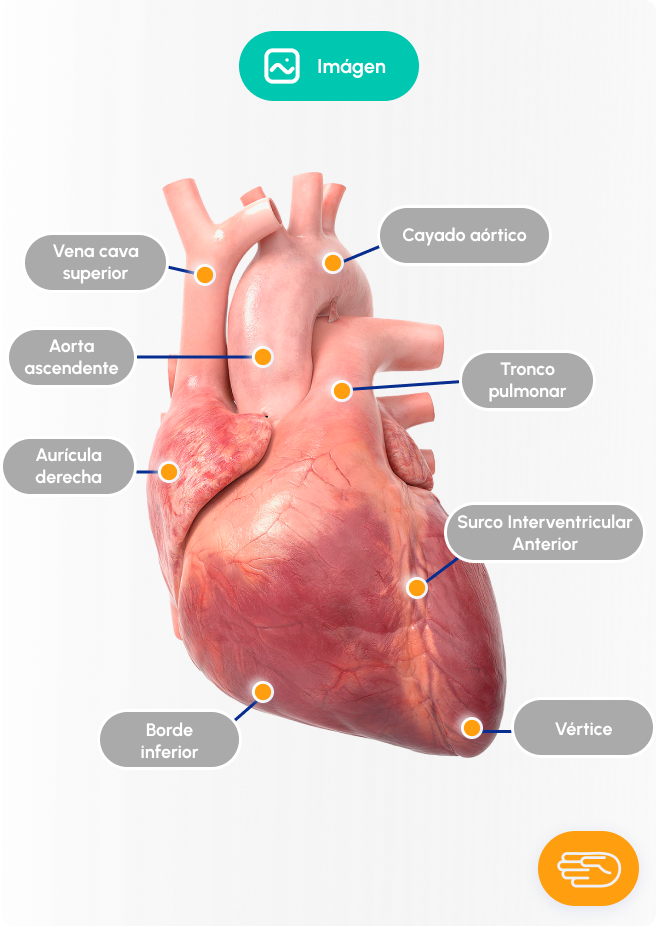 Imágen
Cayado aórtico
Vena cava
superior
Aorta
ascendente
Tronco
pulmonar
Aurícula
derecha
Surco Interventricular
Anterior
Borde
inferior
Vértice